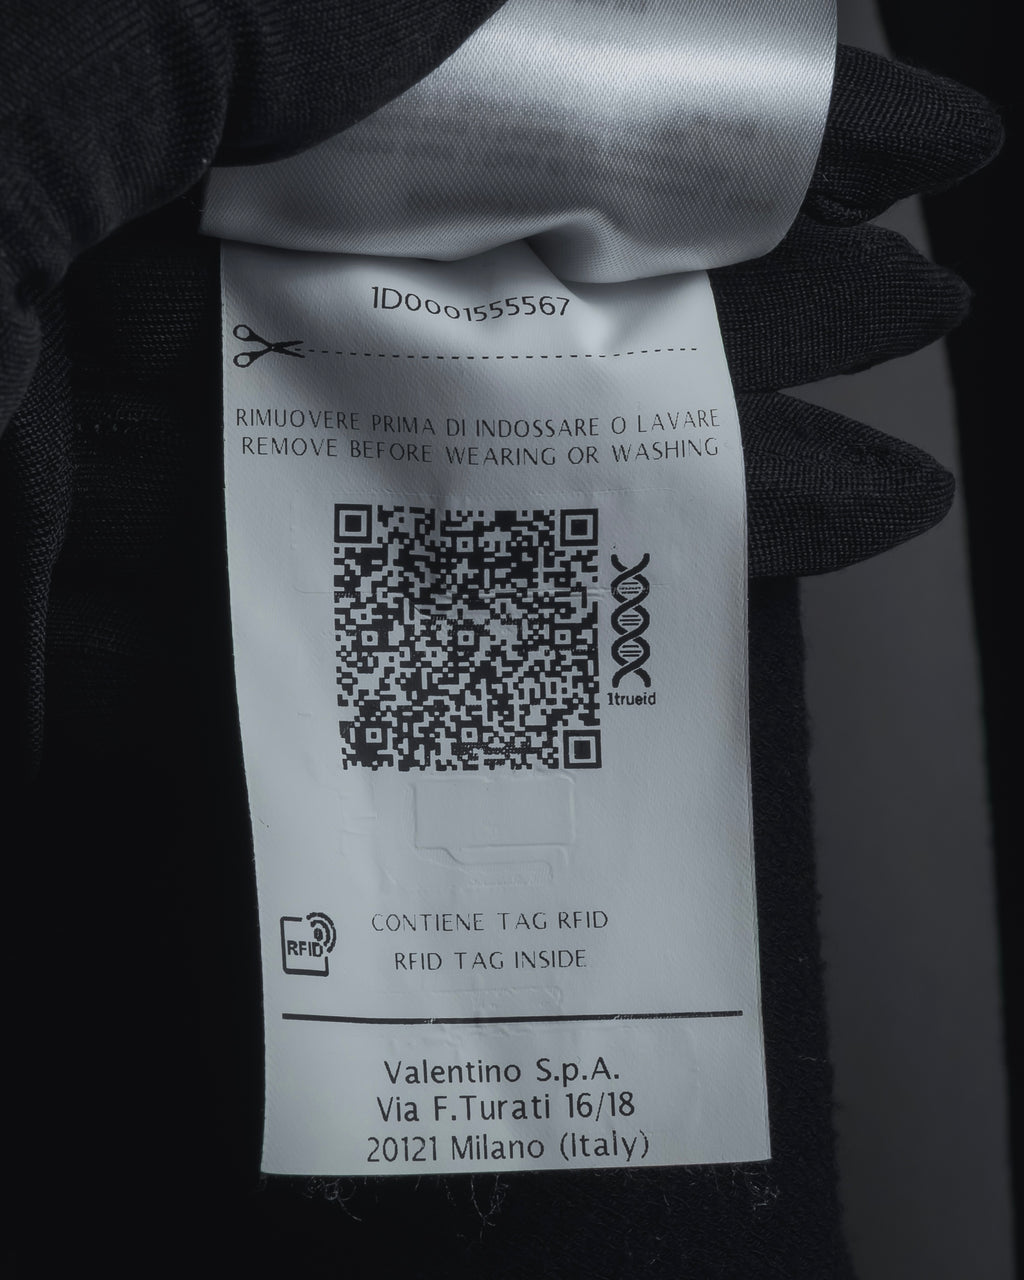 1D0001555567
RIMUOVERE PRIMA DI INDOSSARE O LAVARE
REMOVE BEFORE WEARING OR WASHING
1trueid
RFID
CONTIENE TAG RFID
RFID TAG INSIDE
Valentino S.p.A.
Via F.Turati 16/18
20121 Milano (Italy)